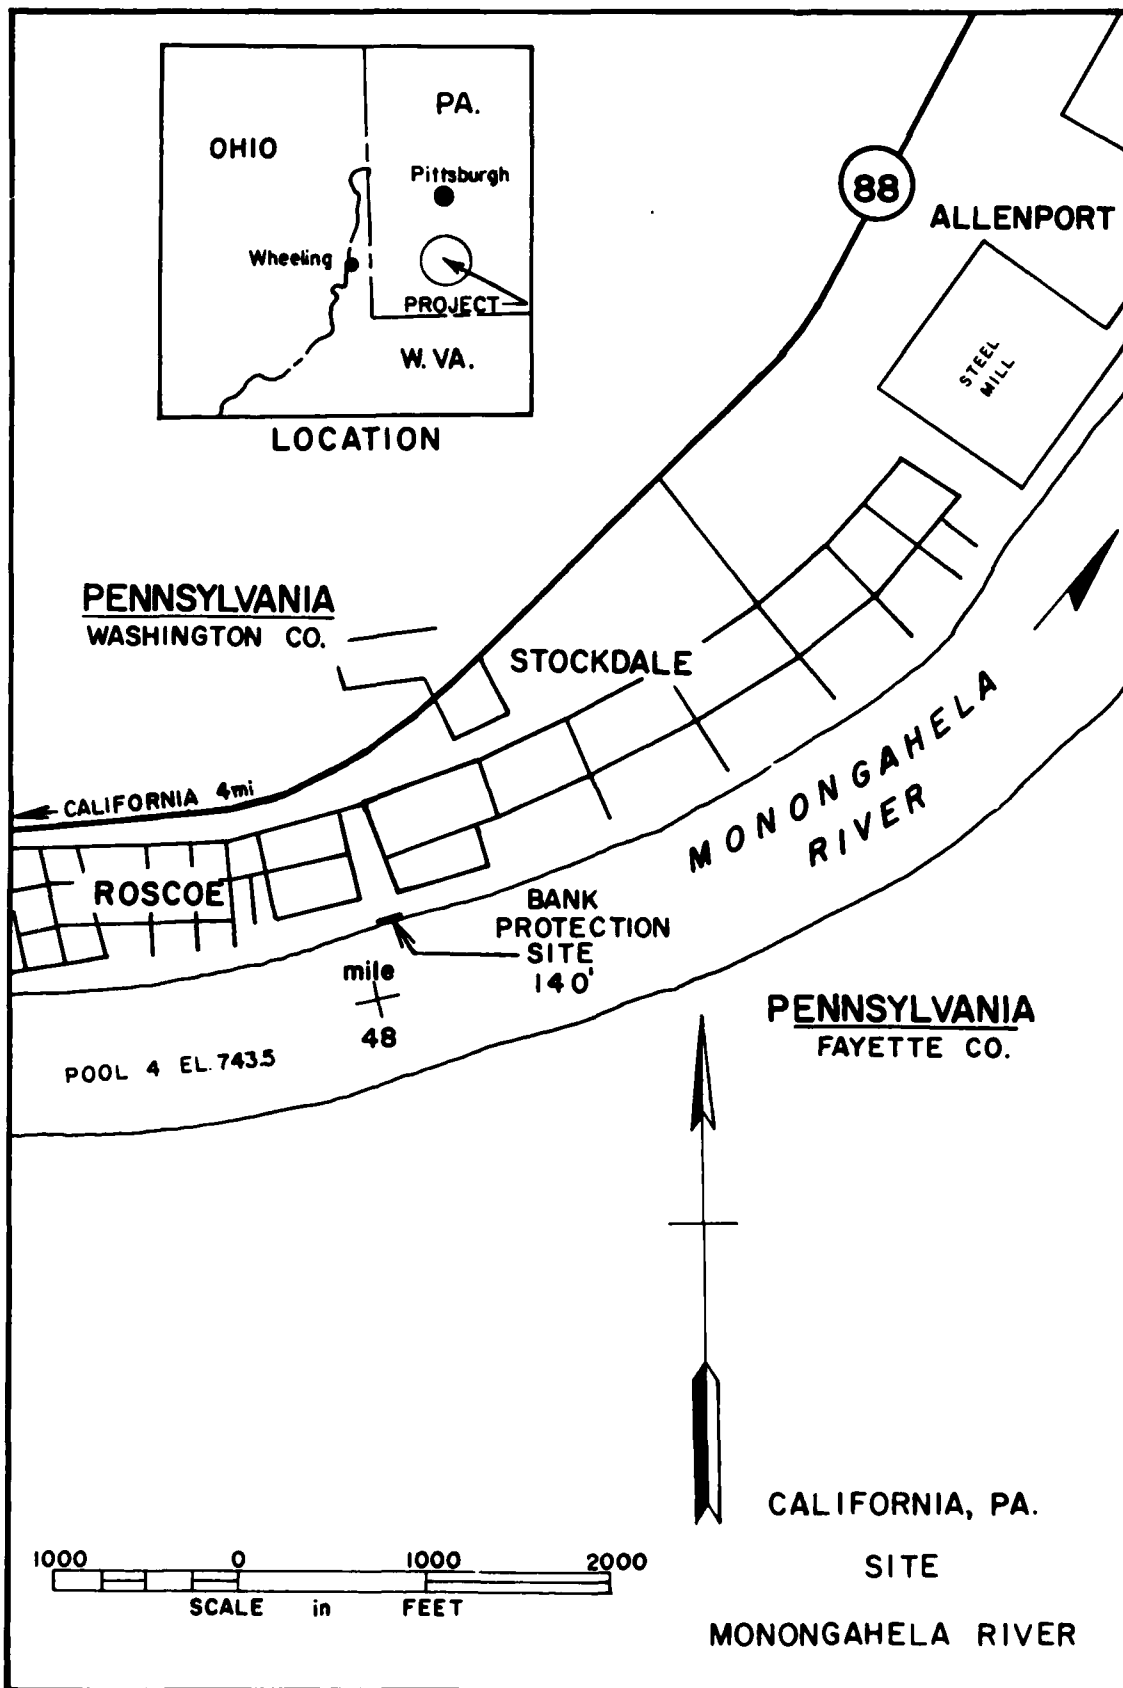 PA.
OHIO
Pittsburgh
Wheeling
PROJECT
W. VA.
LOCATION
88
ALLENPORT
STEEL
MILL
PENNSYLVANIA
WASHINGTON CO.
STOCKDALE
MONONGAHELA
RIVER
CALIFORNIA 4mi
ROSCOE
BANK
PROTECTION
SITE
140'
mile
48
POOL 4 EL. 743.5
PENNSYLVANIA
FAYETTE CO.
CALIFORNIA, PA.
SITE
MONONGAHELA RIVER
1000 0 1000 2000
SCALE in FEET